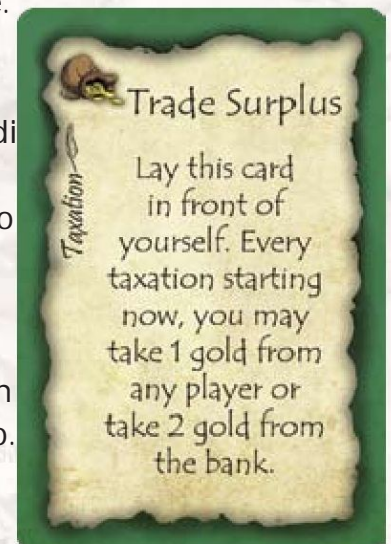 e.
di
o
n
o.
Trade Surplus
Taxation
Lay this card
in front of
yourself. Every
taxation starting
now, you may
take 1 gold from
any player or
take 2 gold from
the bank.